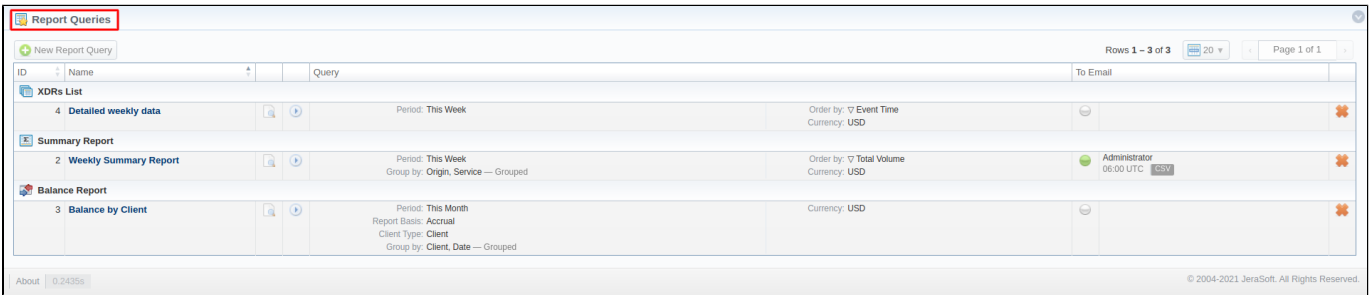 Report Queries
New Report Query
Rows 1 – 3 of 3
20
Page 1 of 1
ID Name Query To Email
XDRs List
4 Detailed weekly data Period: This Week Order by: ▽ Event Time
Currency: USD
Summary Report
2 Weekly Summary Report Period: This Week Order by: ▽ Total Volume Administrator
Group by: Origin, Service — Grouped Currency: USD 06:00 UTC CSV
Balance Report
3 Balance by Client Period: This Month Currency: USD
Report Basis: Accrual
Client Type: Client
Group by: Client, Date — Grouped
About 0.2435s © 2004-2021 JeraSoft. All Rights Reserved.